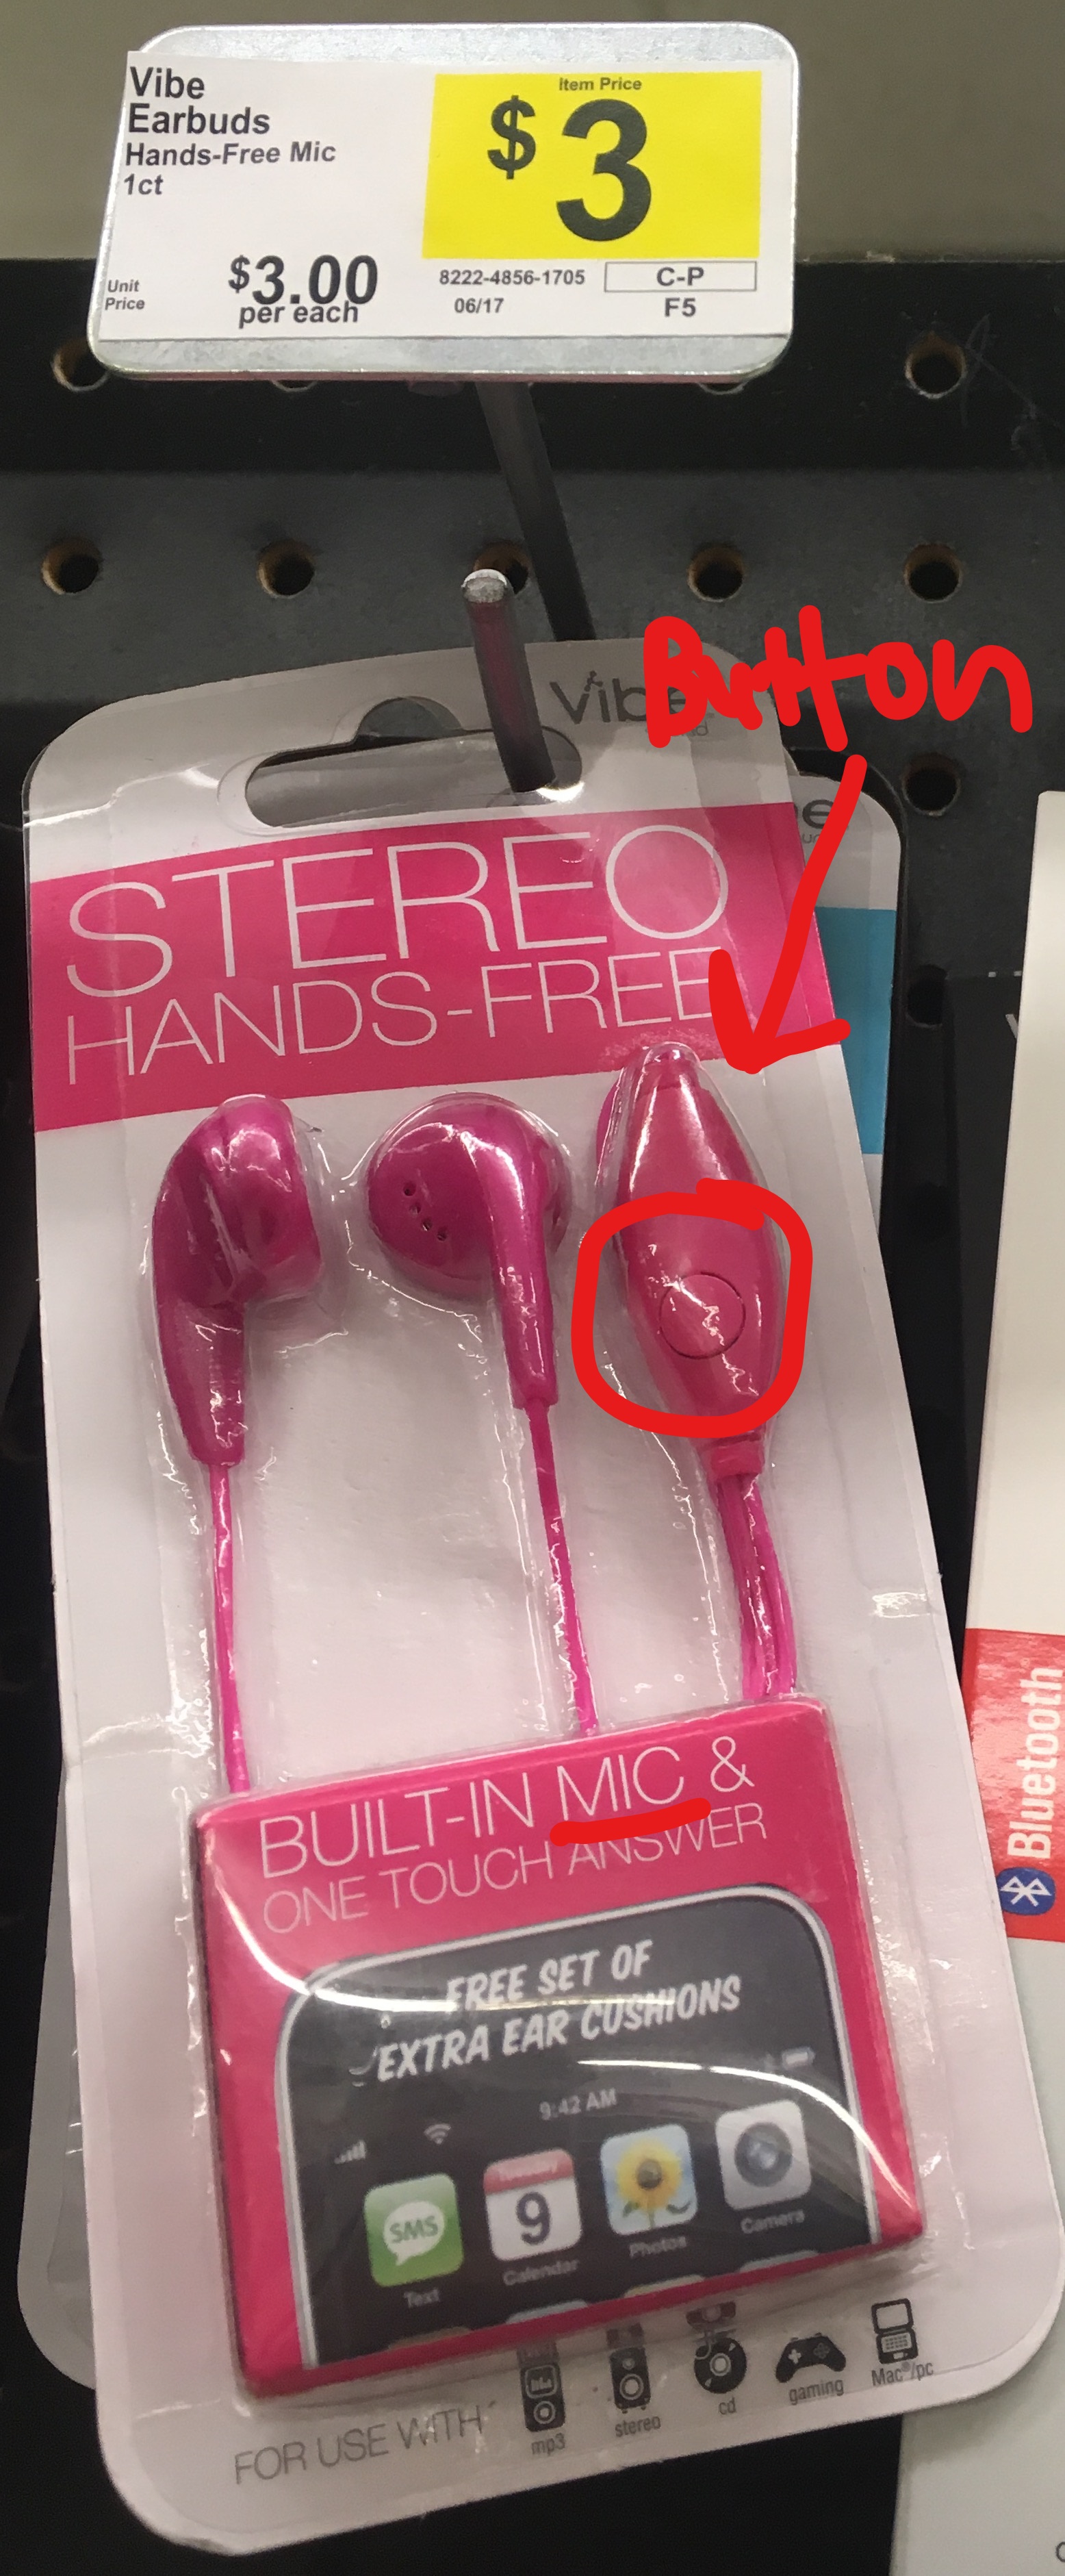 Vibe
Earbuds
Hands-Free Mic
1ct
Unit
Price
$3.00
per each
Item Price
$3
8222-4856-1705
06/17
C-P
F5
Button
Vibe
STEREO
HANDS-FREE
BUILT-IN MIC &
ONE TOUCH ANSWER
FREE SET OF
EXTRA EAR CUSHIONS
9:42 AM
SMS
9
Text
Calendar
Photos
Camera
FOR USE WITH
mp3
stereo
cd
gaming
Mac®/pc
Bluetooth